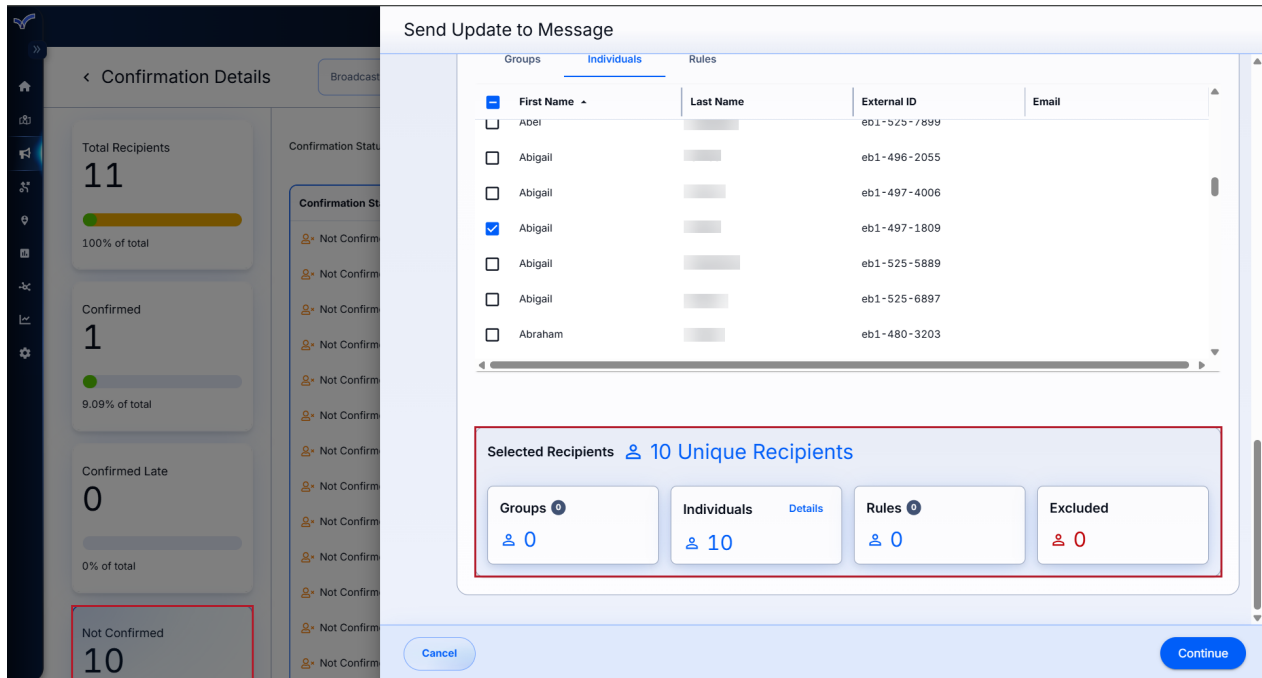 Send Update to Message
‹ Confirmation Details
Broadcast
Total Recipients
11
100% of total
Confirmed
1
9.09% of total
Confirmed Late
0
0% of total
Not Confirmed
10
Confirmation Statu
Confirmation St
Not Confirm
Not Confirm
Not Confirm
Not Confirm
Not Confirm
Not Confirm
Not Confirm
Not Confirm
Not Confirm
Not Confirm
Not Confirm
Not Confirm
Not Confirm
Groups Individuals Rules
First Name Last Name External ID Email
Abel eb1-525-7899
Abigail eb1-496-2055
Abigail eb1-497-4006
Abigail eb1-497-1809
Abigail eb1-525-5889
Abigail eb1-525-6897
Abraham eb1-480-3203
Selected Recipients 10 Unique Recipients
Groups 0
0
Individuals Details
10
Rules 0
0
Excluded
0
Cancel Continue